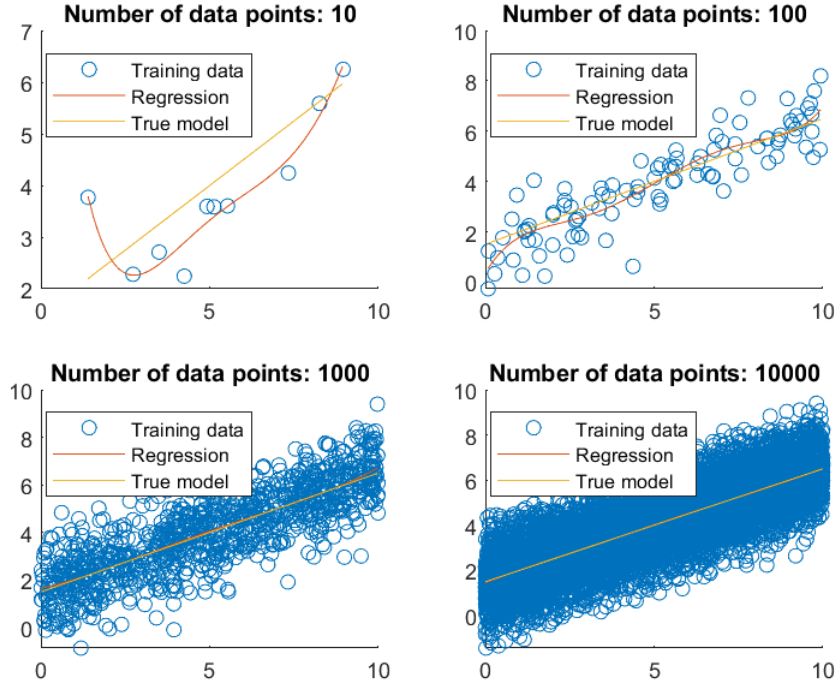 Number of data points: 10
7
6
5
4
3
2
0
5
10
Training data
Regression
True model
Number of data points: 100
10
8
6
4
2
0
0
5
10
Training data
Regression
True model
Number of data points: 1000
10
8
6
4
2
0
0
5
10
Training data
Regression
True model
Number of data points: 10000
10
8
6
4
2
0
0
5
10
Training data
Regression
True model